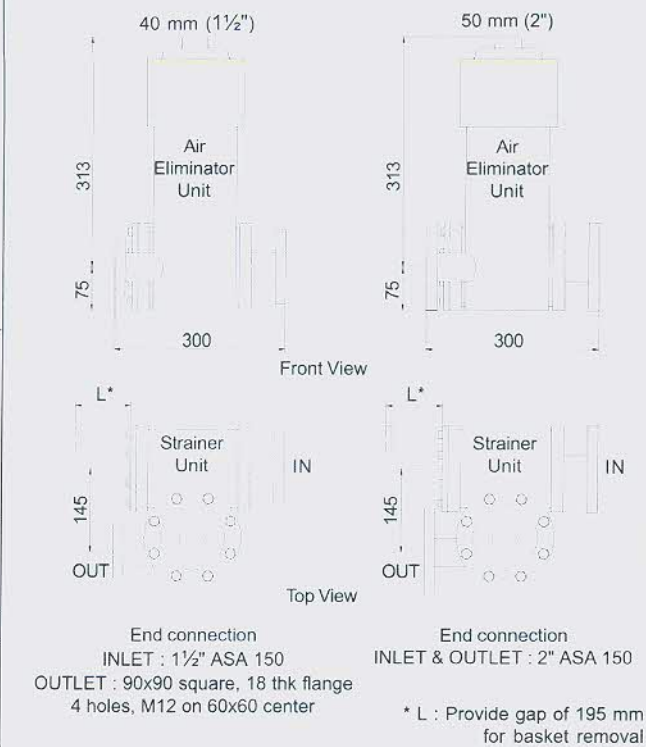 40 mm (1½")
50 mm (2")
Air
Eliminator
Unit
Air
Eliminator
Unit
313
313
75
75
300
300
Front View
L*
L*
Strainer
Unit
IN
Strainer
Unit
IN
145
145
OUT
OUT
Top View
End connection
INLET : 1½" ASA 150
OUTLET : 90x90 square, 18 thk flange
4 holes, M12 on 60x60 center
End connection
INLET & OUTLET : 2" ASA 150
* L : Provide gap of 195 mm
for basket removal